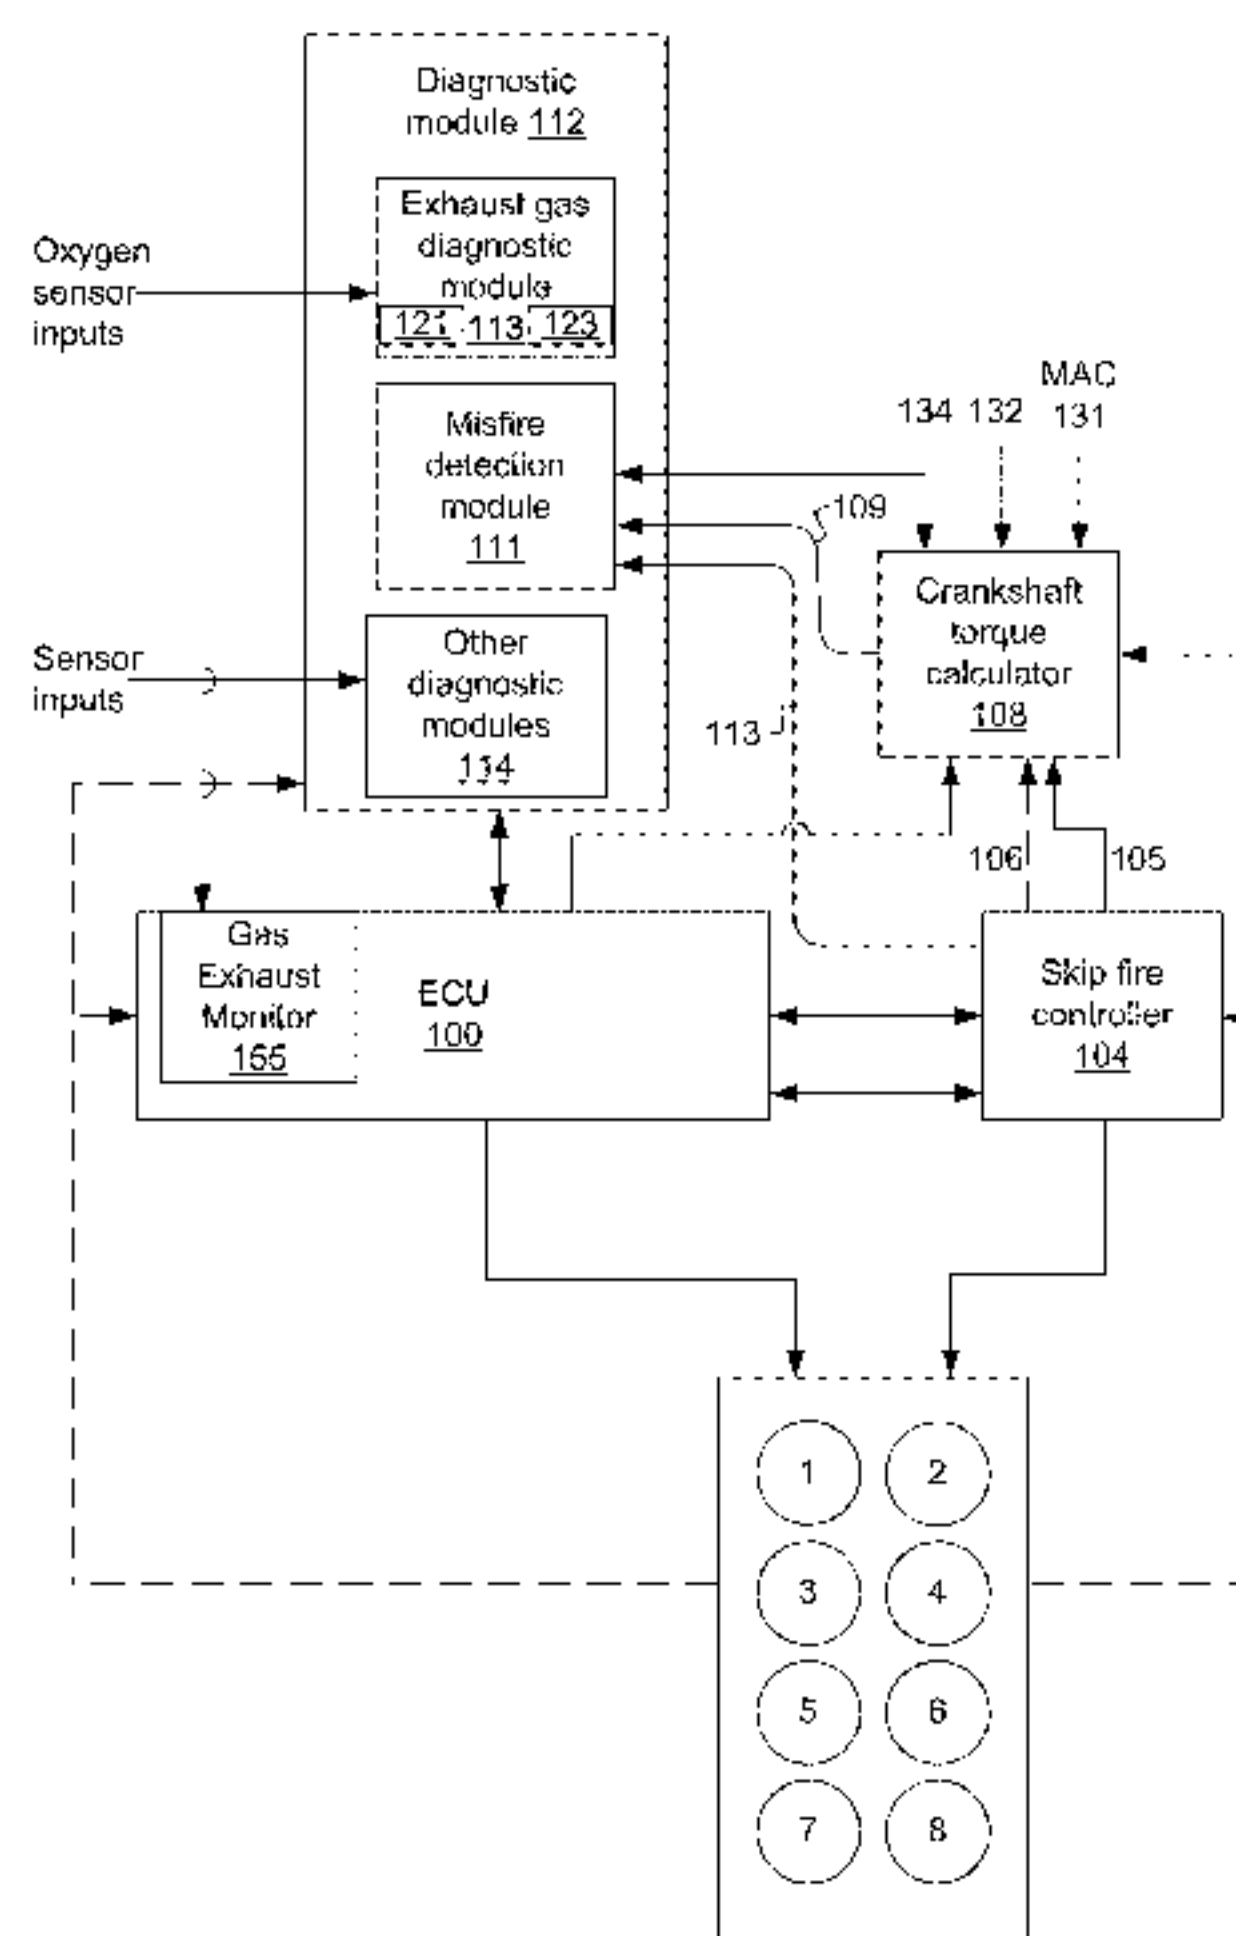 Diagnostic
module 112
Exhaust gas
diagnostic
module
121 113 123
Oxygen
sensor
inputs
Misfire
detection
module
111
MAC
134 132 131
109
Crankshaft
torque
calculator
108
Sensor
inputs
Other
diagnostic
modules
114
113
106
105
Gas
Exhaust
Monitor
155
ECU
100
Skip fire
controller
104
1 2
3 4
5 6
7 8